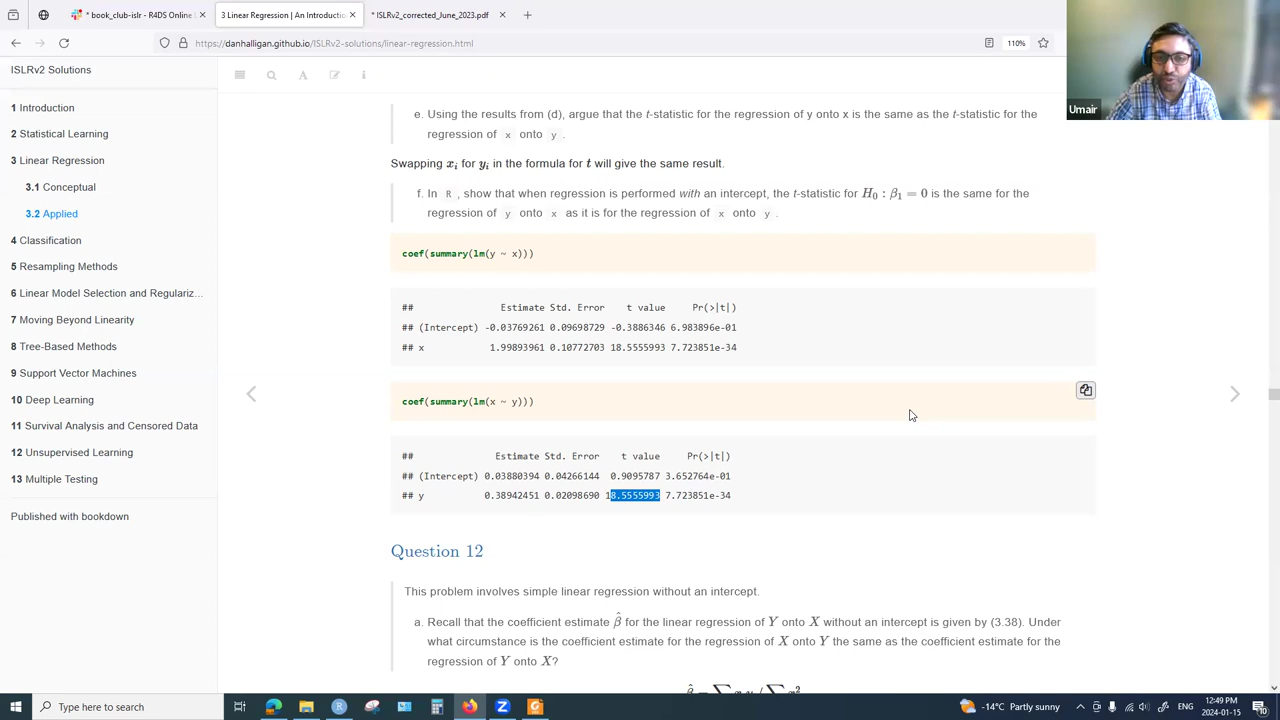 * book_club-islr - R4DS Online
3 Linear Regression | An Introduction
* ISLRv2_corrected_June_2023.pdf
https://danhalligan.github.io/ISLRv2-solutions/linear-regression.html
110%
Umair
ISLRv2 Solutions
1 Introduction
2 Statistical Learning
3 Linear Regression
3.1 Conceptual
3.2 Applied
4 Classification
5 Resampling Methods
6 Linear Model Selection and Regulariz...
7 Moving Beyond Linearity
8 Tree-Based Methods
9 Support Vector Machines
10 Deep Learning
11 Survival Analysis and Censored Data
12 Unsupervised Learning
13 Multiple Testing
Published with bookdown
e. Using the results from (d), argue that the t-statistic for the regression of y onto x is the same as the t-statistic for the
regression of x onto y .
Swapping xᵢ for yᵢ in the formula for t will give the same result.
f. In R , show that when regression is performed with an intercept, the t-statistic for H₀ : β₁ = 0 is the same for the
regression of y onto x as it is for the regression of x onto y .
coef(summary(lm(y ~ x)))
## Estimate Std. Error t value Pr(>|t|)
## (Intercept) -0.03769261 0.09698729 -0.3886346 6.983896e-01
## x 1.99893961 0.10772703 18.5555993 7.723851e-34
coef(summary(lm(x ~ y)))
## Estimate Std. Error t value Pr(>|t|)
## (Intercept) 0.03880394 0.04266144 0.9095787 3.652764e-01
## y 0.38942451 0.02098690 18.5555993 7.723851e-34
Question 12
This problem involves simple linear regression without an intercept.
a. Recall that the coefficient estimate β̂ for the linear regression of Y onto X without an intercept is given by (3.38). Under
what circumstance is the coefficient estimate for the regression of X onto Y the same as the coefficient estimate for the
regression of Y onto X?
Type here to search
-14°C Partly sunny
ENG
12:49 PM
2024-01-15
10